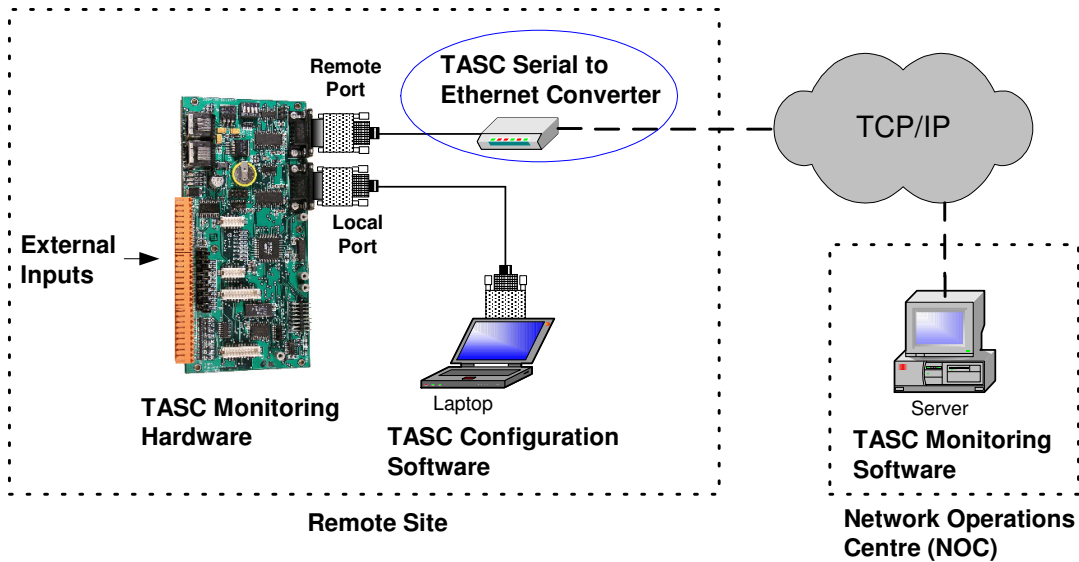 Remote
Port
TASC Serial to
Ethernet Converter
TCP/IP
External
Inputs
Local
Port
Laptop
Server
TASC Monitoring
Hardware
TASC Configuration
Software
TASC Monitoring
Software
Remote Site
Network Operations
Centre (NOC)